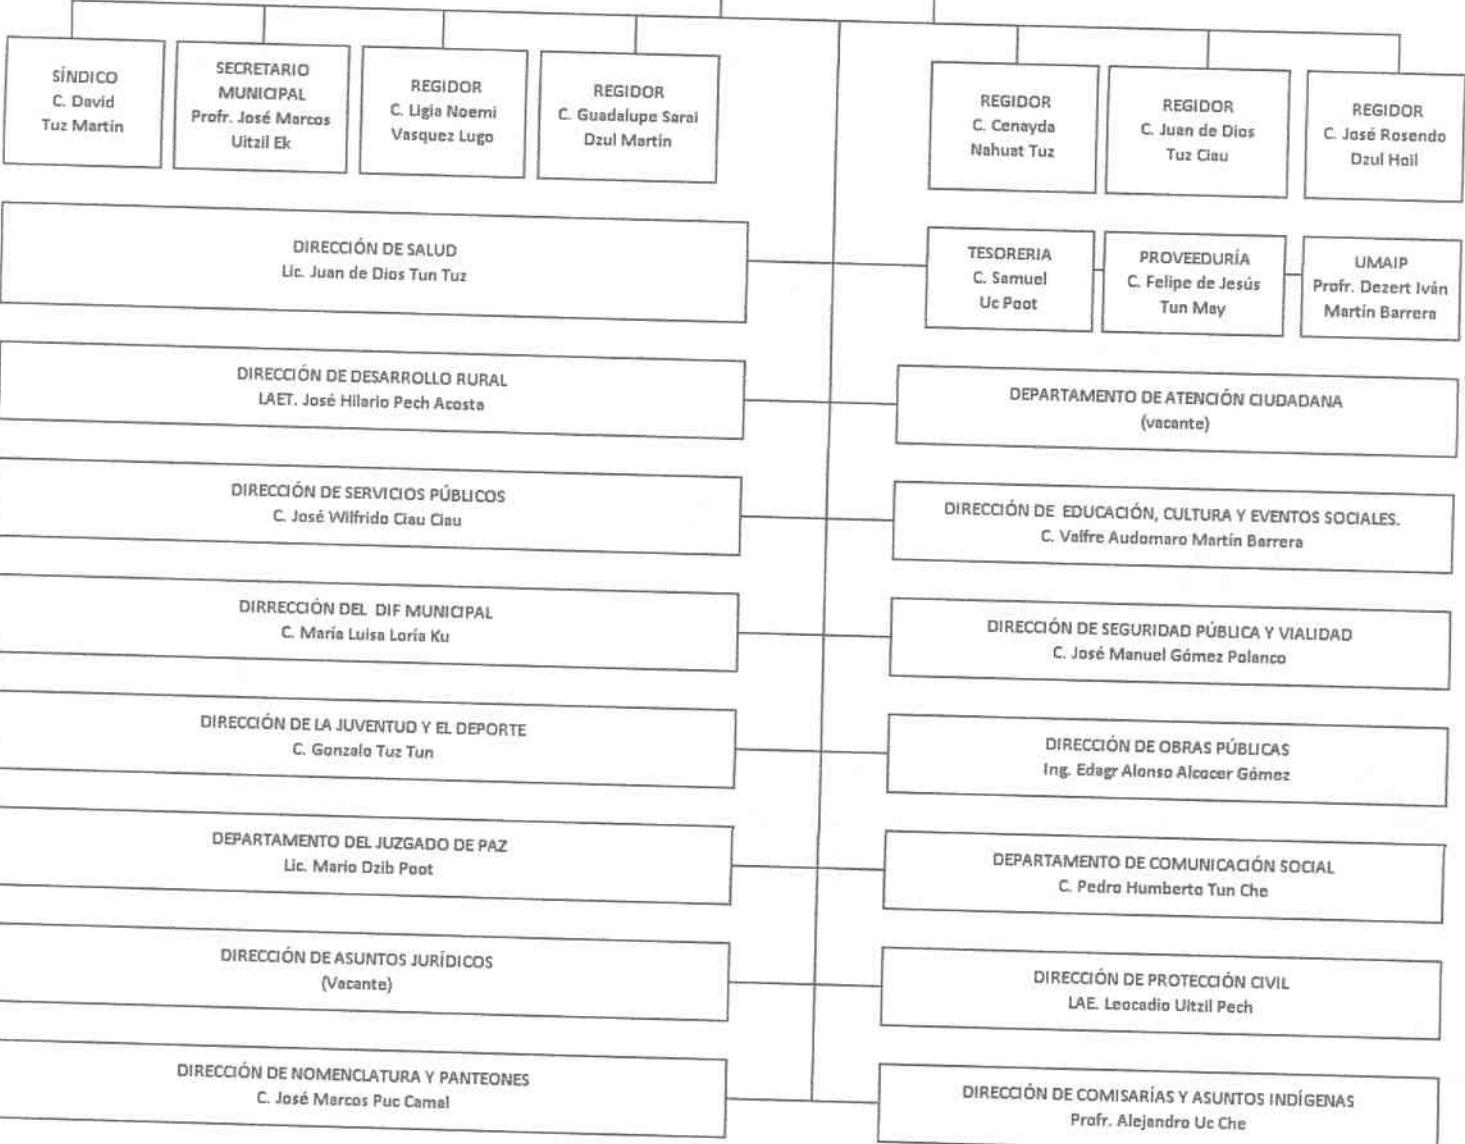 SÍNDICO
C. David
Tuz Martin
SECRETARIO
MUNICIPAL
Profr. José Marcos
Uitzil Ek
REGIDOR
C. Ligia Noemi
Vasquez Lugo
REGIDOR
C. Guadalupe Sarai
Dzul Martin
REGIDOR
C. Cenayda
Nahuat Tuz
REGIDOR
C. Juan de Dios
Tuz Ciau
REGIDOR
C. José Rosendo
Dzul Hoil
DIRECCIÓN DE SALUD
Lic. Juan de Dios Tun Tuz
TESORERIA
C. Samuel
Uc Poot
PROVEEDURÍA
C. Felipe de Jesús
Tun May
UMAIP
Profr. Dezert Iván
Martín Barrera
DIRECCIÓN DE DESARROLLO RURAL
LAET. José Hilario Pech Acosta
DEPARTAMENTO DE ATENCIÓN CIUDADANA
(vacante)
DIRECCIÓN DE SERVICIOS PÚBLICOS
C. José Wilfrido Ciau Ciau
DIRECCIÓN DE EDUCACIÓN, CULTURA Y EVENTOS SOCIALES.
C. Valfre Audomaro Martín Barrera
DIRRECCIÓN DEL DIF MUNICIPAL
C. María Luisa Loría Ku
DIRECCIÓN DE SEGURIDAD PÚBLICA Y VIALIDAD
C. José Manuel Gómez Polanco
DIRECCIÓN DE LA JUVENTUD Y EL DEPORTE
C. Gonzalo Tuz Tun
DIRECCIÓN DE OBRAS PÚBLICAS
Ing. Edagr Alonso Alcocer Gómez
DEPARTAMENTO DEL JUZGADO DE PAZ
Lic. Mario Dzib Poot
DEPARTAMENTO DE COMUNICACIÓN SOCIAL
C. Pedro Humberto Tun Che
DIRECCIÓN DE ASUNTOS JURÍDICOS
(Vacante)
DIRECCIÓN DE PROTECCIÓN CIVIL
LAE. Leocadio Uitzil Pech
DIRECCIÓN DE NOMENCLATURA Y PANTEONES
C. José Marcos Puc Camal
DIRECCIÓN DE COMISARÍAS Y ASUNTOS INDÍGENAS
Profr. Alejandro Uc Che